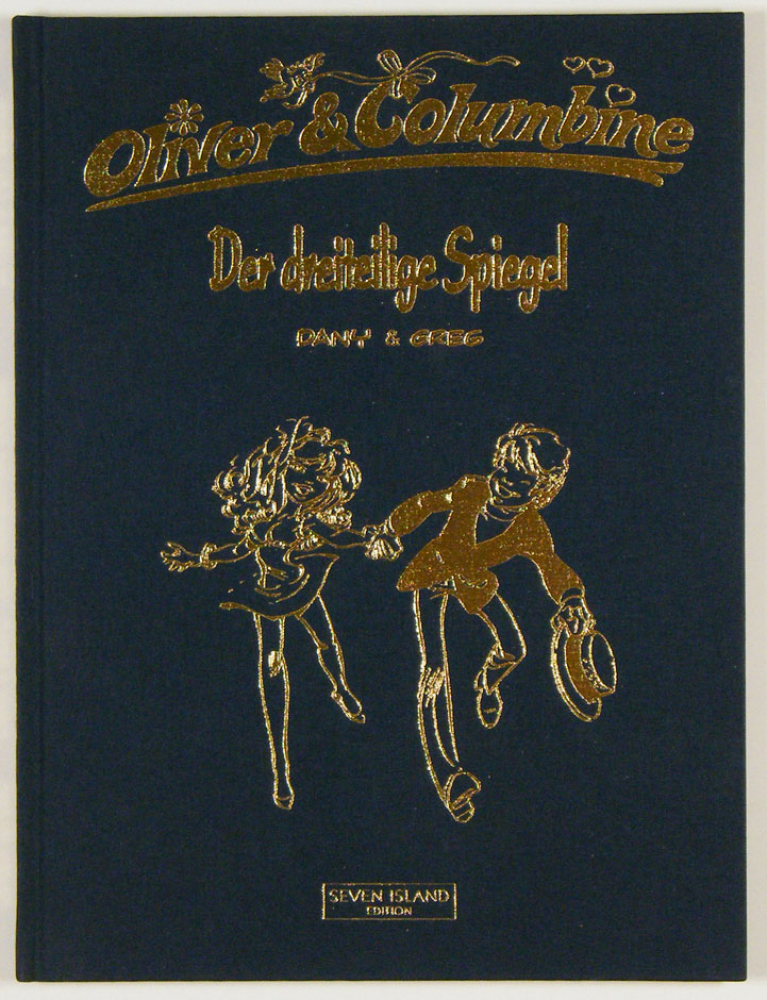 Oliver & Columbine
Der dreiteilige Spiegel
DANY & GREG
SEVEN ISLAND
EDITION